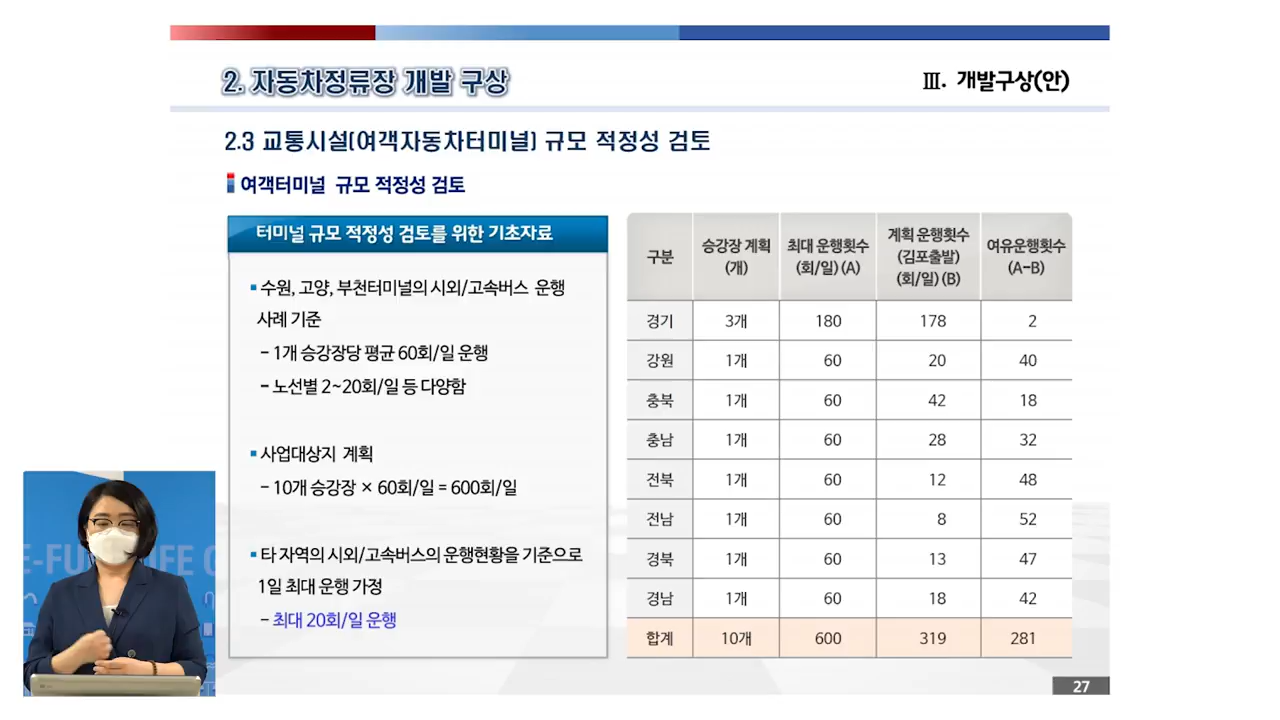 2. 자동차정류장 개발 구상
Ⅲ. 개발구상(안)
2.3 교통시설(여객자동차터미널) 규모 적정성 검토
여객터미널 규모 적정성 검토
터미널 규모 적정성 검토를 위한 기초자료
▪ 수원, 고양, 부천터미널의 시외/고속버스 운행
사례 기준
– 1개 승강장당 평균 60회/일 운행
– 노선별 2~20회/일 등 다양함
▪ 사업대상지 계획
– 10개 승강장 × 60회/일 = 600회/일
▪ 타 자역의 시외/고속버스의 운행현황을 기준으로
1일 최대 운행 가정
– 최대 20회/일 운행
구분 승강장 계획 (개) 최대 운행횟수 (회/일) (A) 계획 운행횟수 (김포출발) (회/일) (B) 여유운행횟수 (A-B)
경기 3개 180 178 2
강원 1개 60 20 40
충북 1개 60 42 18
충남 1개 60 28 32
전북 1개 60 12 48
전남 1개 60 8 52
경북 1개 60 13 47
경남 1개 60 18 42
합계 10개 600 319 281
27